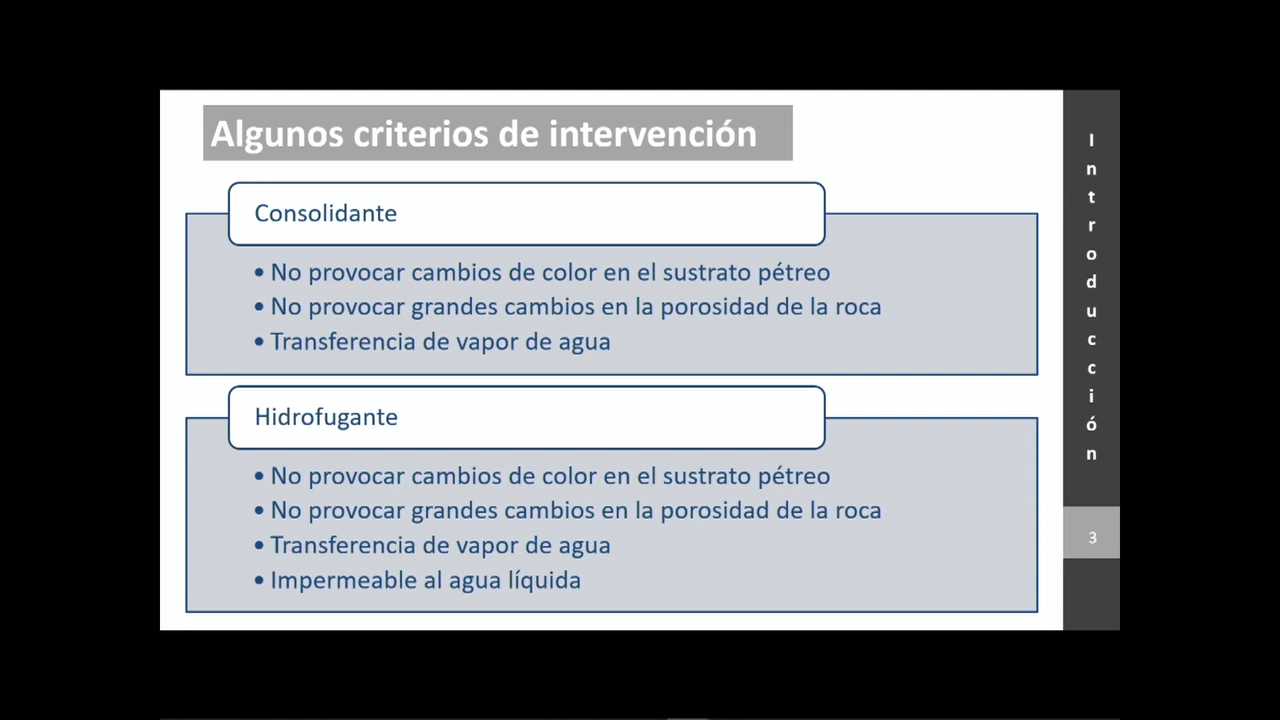 Algunos criterios de intervención
Consolidante
• No provocar cambios de color en el sustrato pétreo
• No provocar grandes cambios en la porosidad de la roca
• Transferencia de vapor de agua
Hidrofugante
• No provocar cambios de color en el sustrato pétreo
• No provocar grandes cambios en la porosidad de la roca
• Transferencia de vapor de agua
• Impermeable al agua líquida
Introducción
3